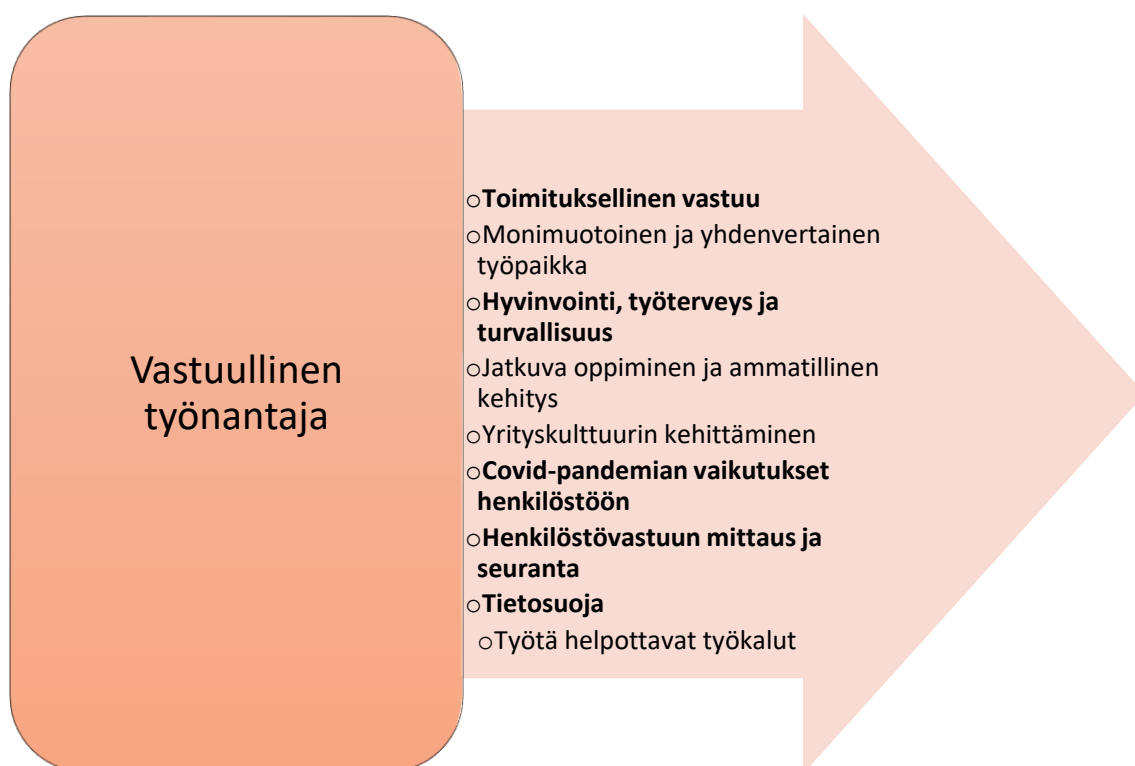 Vastuullinen
työnantaja
oToimituksellinen vastuu
oMonimuotoinen ja yhdenvertainen
työpaikka
oHyvinvointi, työterveys ja
turvallisuus
oJatkuva oppiminen ja ammatillinen
kehitys
oYrityskulttuurin kehittäminen
oCovid-pandemian vaikutukset
henkilöstöön
oHenkilöstövastuun mittaus ja
seuranta
oTietosuoja
oTyötä helpottavat työkalut